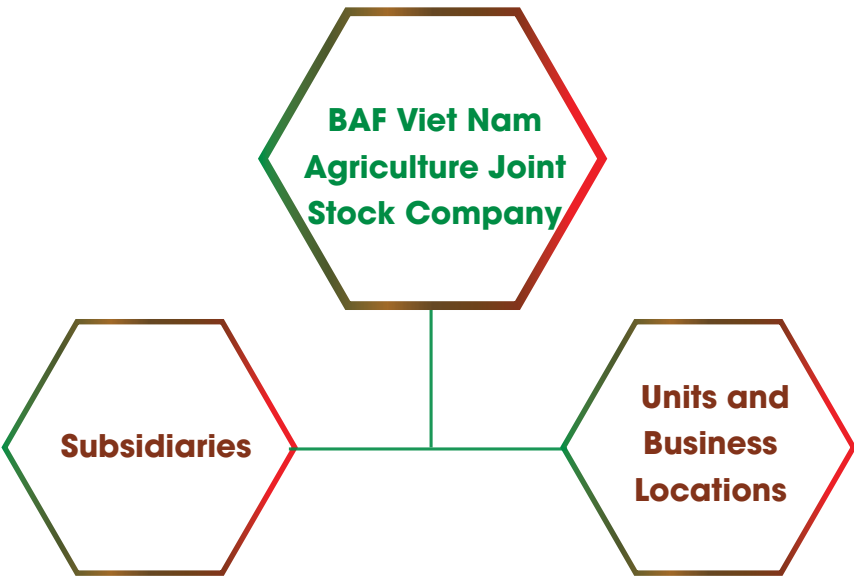 BAF Viet Nam
Agriculture Joint
Stock Company
Subsidiaries
Units and
Business
Locations